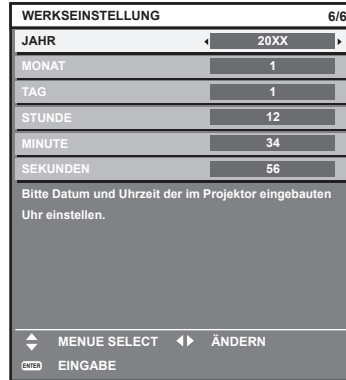 WERKSEINSTELLUNG 6/6
JAHR 20XX
MONAT 1
TAG 1
STUNDE 12
MINUTE 34
SEKUNDEN 56
Bitte Datum und Uhrzeit der im Projektor eingebauten
Uhr einstellen.
MENUE SELECT ÄNDERN
ENTER EINGABE